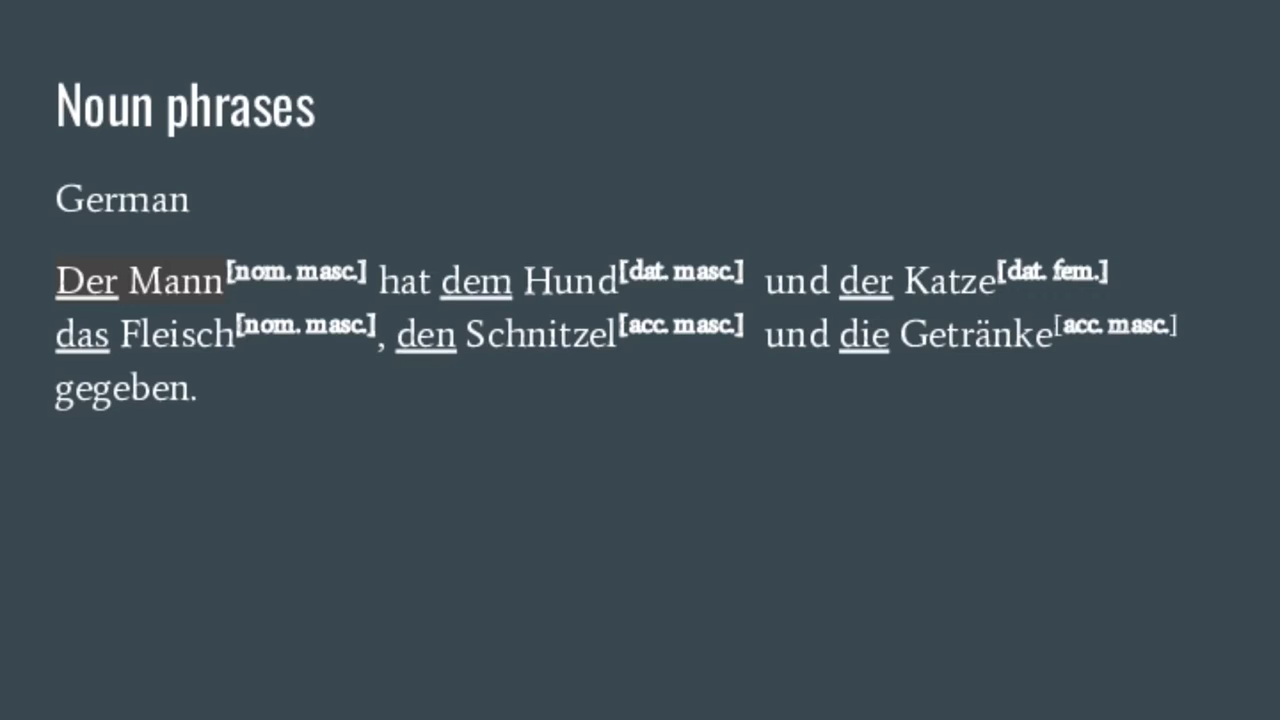 Noun phrases
German
Der Mann[nom. masc.] hat dem Hund[dat. masc.] und der Katze[dat. fem.]
das Fleisch[nom. masc.], den Schnitzel[acc. masc.] und die Getränke[acc. masc.]
gegeben.